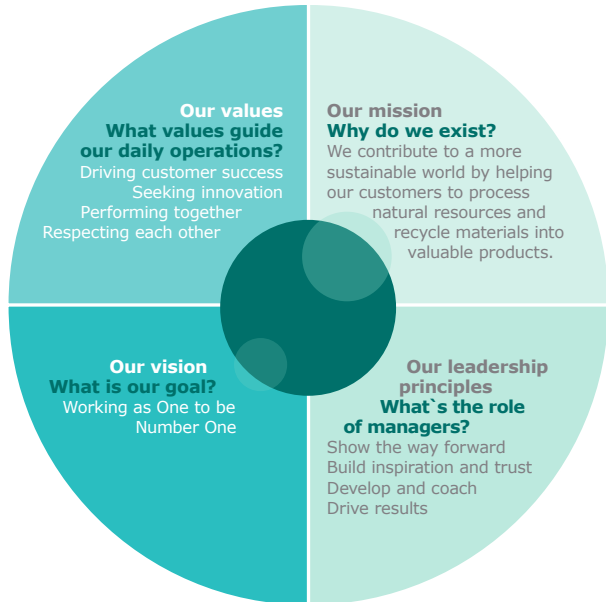 Our values
What values guide
our daily operations?
Driving customer success
Seeking innovation
Performing together
Respecting each other
Our mission
Why do we exist?
We contribute to a more
sustainable world by helping
our customers to process
natural resources and
recycle materials into
valuable products.
Our vision
What is our goal?
Working as One to be
Number One
Our leadership
principles
What`s the role
of managers?
Show the way forward
Build inspiration and trust
Develop and coach
Drive results